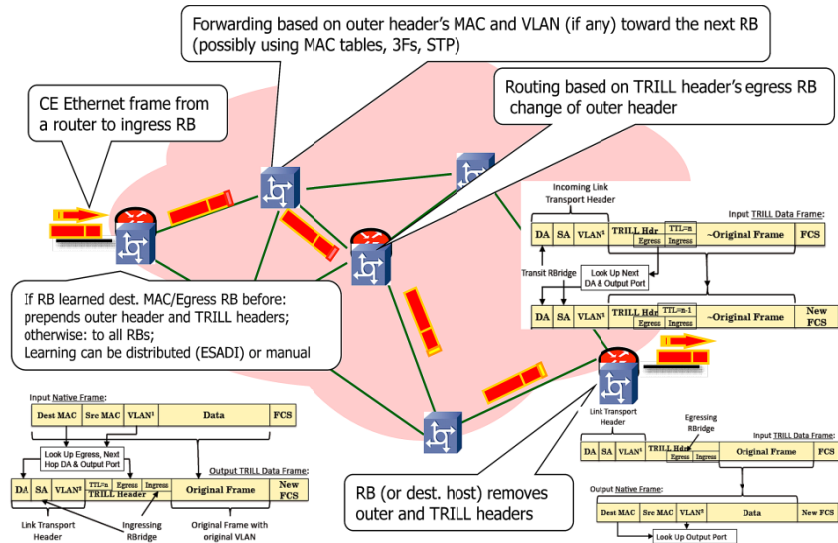 Forwarding based on outer header's MAC and VLAN (if any) toward the next RB
(possibly using MAC tables, 3Fs, STP)
CE Ethernet frame from
a router to ingress RB
Routing based on TRILL header's egress RB
change of outer header
Incoming Link
Transport Header
Input TRILL Data Frame:
DA SA VLAN¹ TRILL Hdr TTL=n Egress Ingress ~Original Frame FCS
Transit RBridge
Look Up Next
DA & Output Port
DA SA VLAN¹ TRILL Hdr TTL=n-1 Egress Ingress ~Original Frame New
FCS
If RB learned dest. MAC/Egress RB before:
prepends outer header and TRILL headers;
otherwise: to all RBs;
Learning can be distributed (ESADI) or manual
Input Native Frame:
Dest MAC Src MAC VLAN¹ Data FCS
Look Up Egress, Next
Hop DA & Output Port
Output TRILL Data Frame:
DA SA VLAN² TTL=n Egress Ingress TRILL Header Original Frame New
FCS
Link Transport
Header
Ingressing
RBridge
Original Frame with
original VLAN
RB (or dest. host) removes
outer and TRILL headers
Link Transport
Header
Egressing
RBridge
Input TRILL Data Frame:
DA SA VLAN¹ TRILL Hdr Egress Ingress Original Frame FCS
Output Native Frame:
Dest MAC Src MAC VLAN² Data New FCS
Look Up Output Port